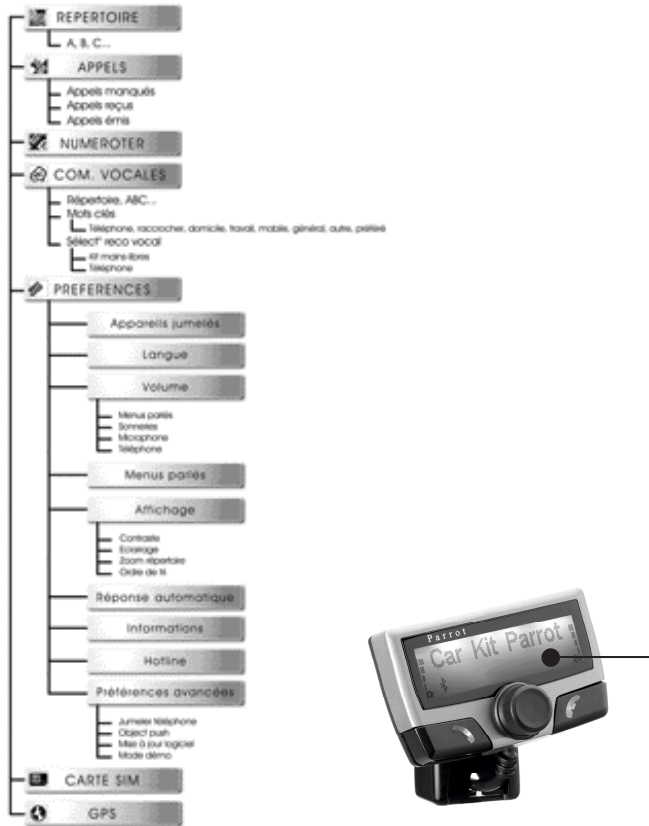 REPERTOIRE
A, B, C...
APPELS
Appels manqués
Appels reçus
Appels émis
NUMEROTER
COM. VOCALES
Répertoire, ABC...
Mots clés
Téléphone, raccrocher, domicile, travail, mobile, général, autre, préféré
Sélect° reco vocal
Kit mains-libres
Téléphone
PREFERENCES
Appareils jumelés
Langue
Volume
Menus parlés
Sonneries
Microphone
Téléphone
Menus parlés
Affichage
Contraste
Eclairage
Zoom répertoire
Ordre de tri
Réponse automatique
Informations
Hotline
Préférences avancées
Jumeler téléphone
Object push
Mise à jour logiciel
Mode démo
CARTE SIM
GPS
Parrot
Car Kit Parrot